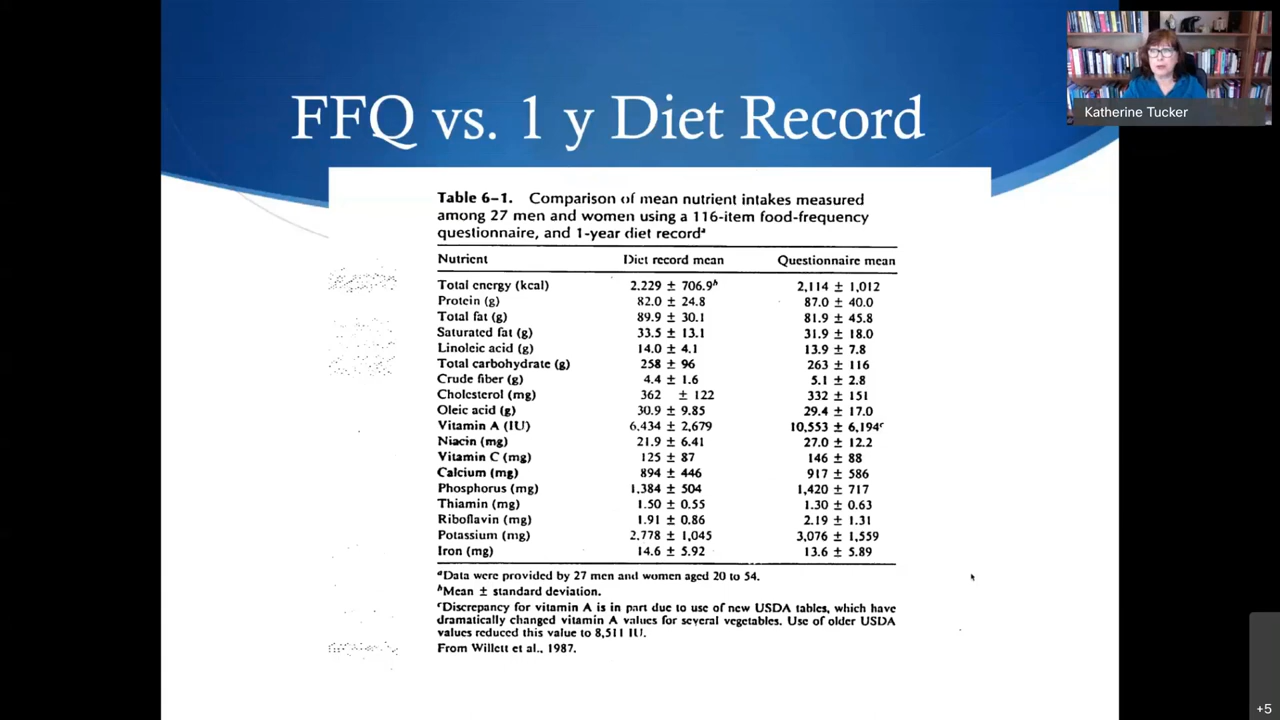 FFQ vs. 1 y Diet Record
Katherine Tucker
Table 6–1. Comparison of mean nutrient intakes measured
among 27 men and women using a 116-item food-frequency
questionnaire, and 1-year diet recordᵃ
Nutrient Diet record mean Questionnaire mean
Total energy (kcal) 2,229 ± 706.9ᵇ 2,114 ± 1,012
Protein (g) 82.0 ± 24.8 87.0 ± 40.0
Total fat (g) 89.9 ± 30.1 81.9 ± 45.8
Saturated fat (g) 33.5 ± 13.1 31.9 ± 18.0
Linoleic acid (g) 14.0 ± 4.1 13.9 ± 7.8
Total carbohydrate (g) 258 ± 96 263 ± 116
Crude fiber (g) 4.4 ± 1.6 5.1 ± 2.8
Cholesterol (mg) 362 ± 122 332 ± 151
Oleic acid (g) 30.9 ± 9.85 29.4 ± 17.0
Vitamin A (IU) 6,434 ± 2,679 10,553 ± 6,194ᶜ
Niacin (mg) 21.9 ± 6.41 27.0 ± 12.2
Vitamin C (mg) 125 ± 87 146 ± 88
Calcium (mg) 894 ± 446 917 ± 586
Phosphorus (mg) 1,384 ± 504 1,420 ± 717
Thiamin (mg) 1.50 ± 0.55 1.30 ± 0.63
Riboflavin (mg) 1.91 ± 0.86 2.19 ± 1.31
Potassium (mg) 2,778 ± 1,045 3,076 ± 1,559
Iron (mg) 14.6 ± 5.92 13.6 ± 5.89
ᵃData were provided by 27 men and women aged 20 to 54.
ᵇMean ± standard deviation.
ᶜDiscrepancy for vitamin A is in part due to use of new USDA tables, which have
dramatically changed vitamin A values for several vegetables. Use of older USDA
values reduced this value to 8,511 IU.
From Willett et al., 1987.
+5